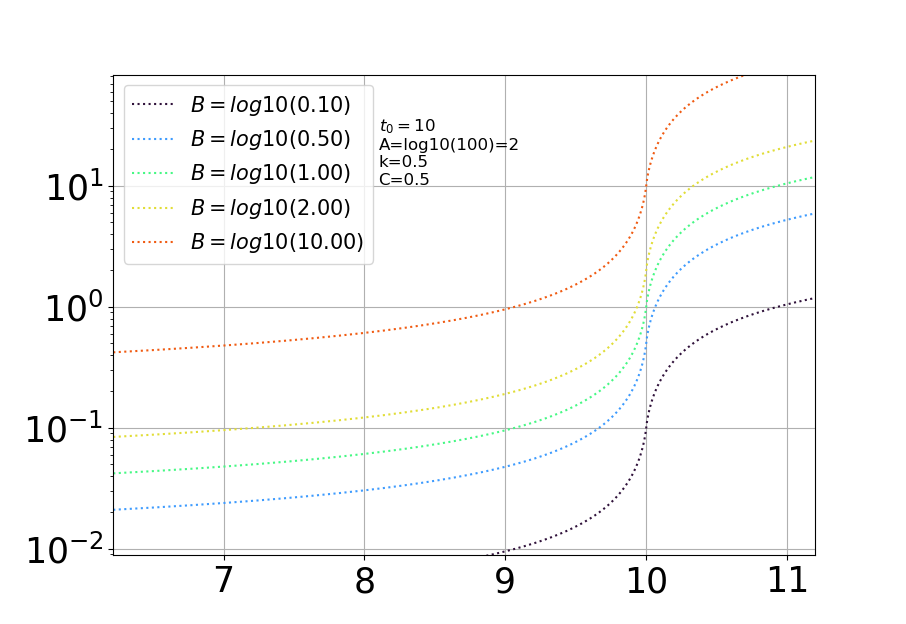 B = log10(0.10)
B = log10(0.50)
B = log10(1.00)
B = log10(2.00)
B = log10(10.00)
t₀ = 10
A=log10(100)=2
k=0.5
C=0.5
10¹
10⁰
10⁻¹
10⁻²
7 8 9 10 11